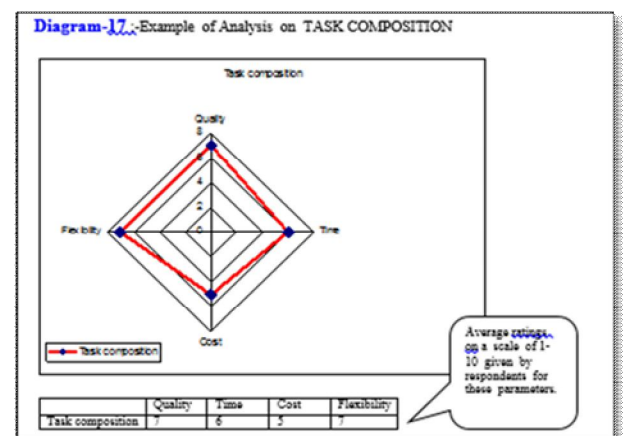 Diagram-17 :-Example of Analysis on TASK COMPOSITION
Task composition
Quality
8
6
4
2
0
Flexibility
Time
Cost
Task composition
Average ratings
on a scale of 1-
10 given by
respondents for
these parameters.
Quality Time Cost Flexibility
Task composition 7 6 5 7